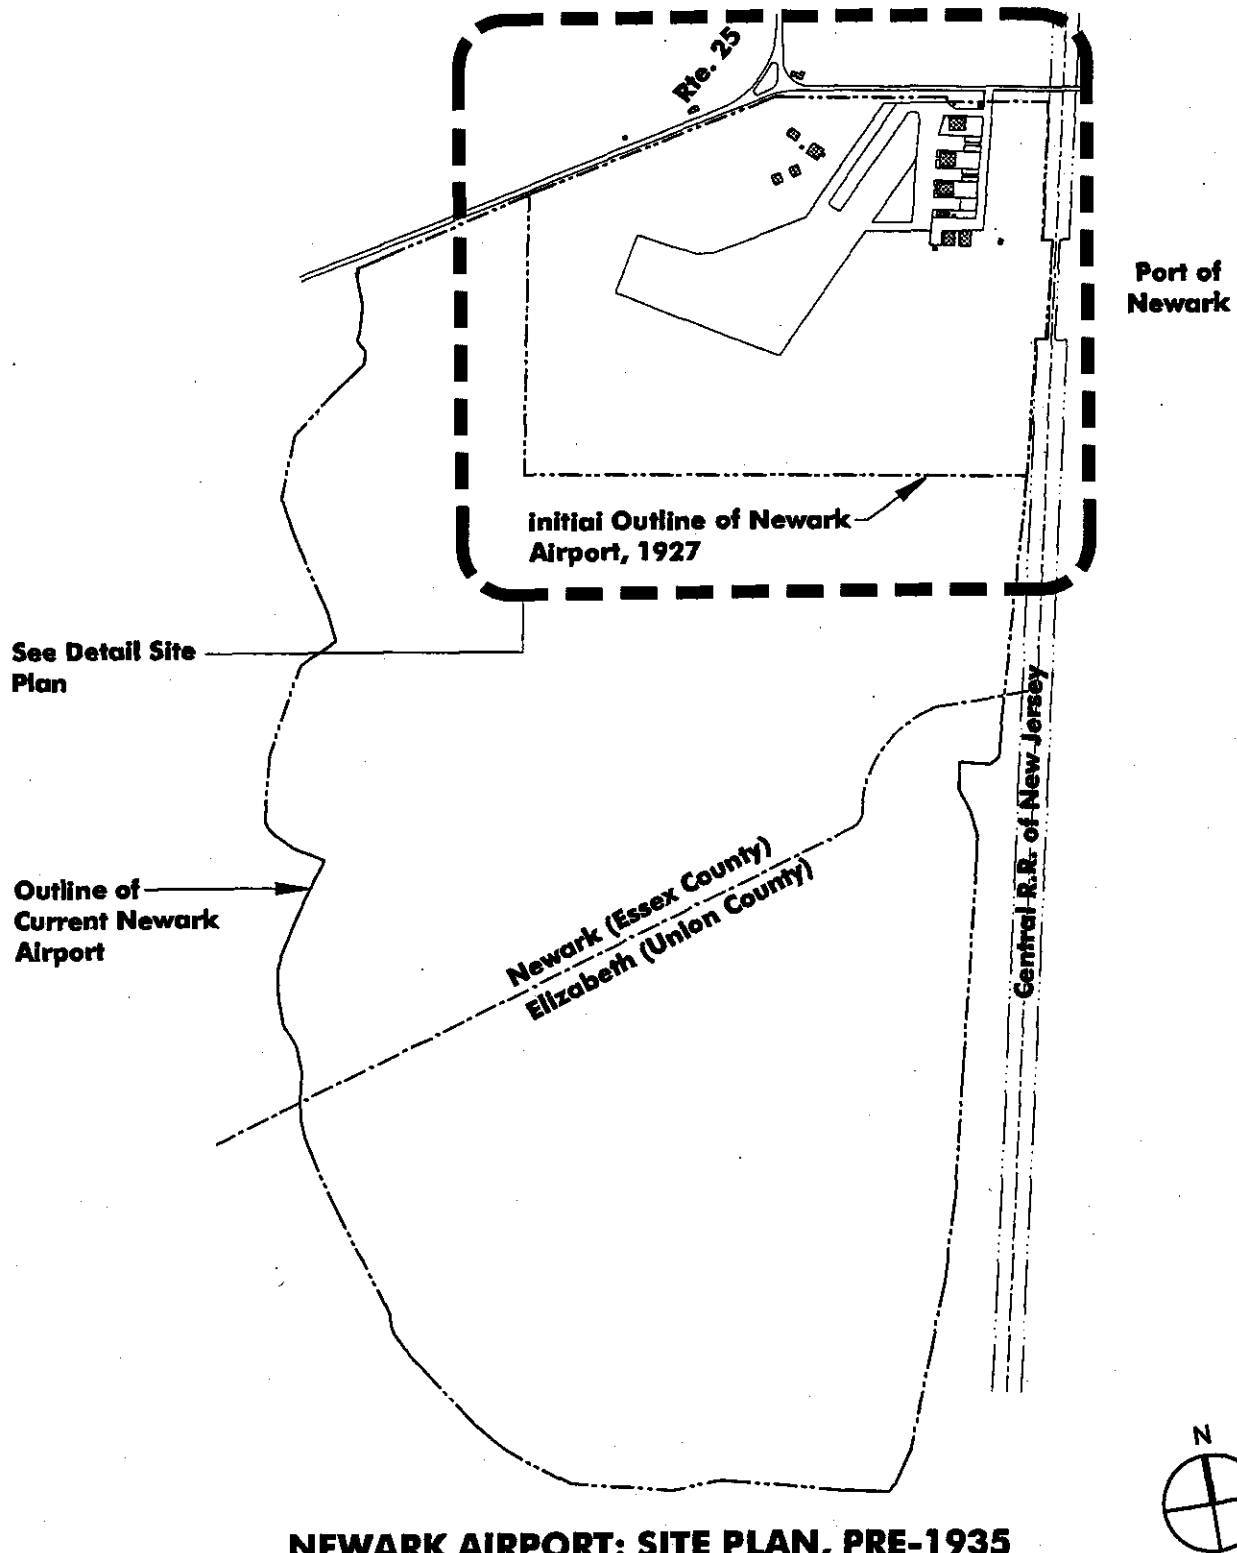 Rte. 25
Port of
Newark
initial Outline of Newark
Airport, 1927
See Detail Site
Plan
Central R.R. of New Jersey
Outline of
Current Newark
Airport
Newark (Essex County)
Elizabeth (Union County)
N
NEWARK AIRPORT: SITE PLAN, PRE-1935